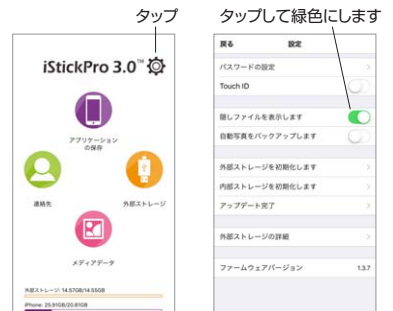 タップ
iStickPro 3.0™
アプリケーション
の保存
連絡先
外部ストレージ
メディアデータ
外部ストレージ: 14.57GB/14.55GB
iPhone: 25.91GB/20.61GB
タップして緑色にします
戻る 設定
パスワードの設定
Touch ID
隠しファイルを表示します
自動写真をバックアップします
外部ストレージを初期化します
内部ストレージを初期化します
アップデート完了
外部ストレージの詳細
ファームウェアバージョン 1.3.7